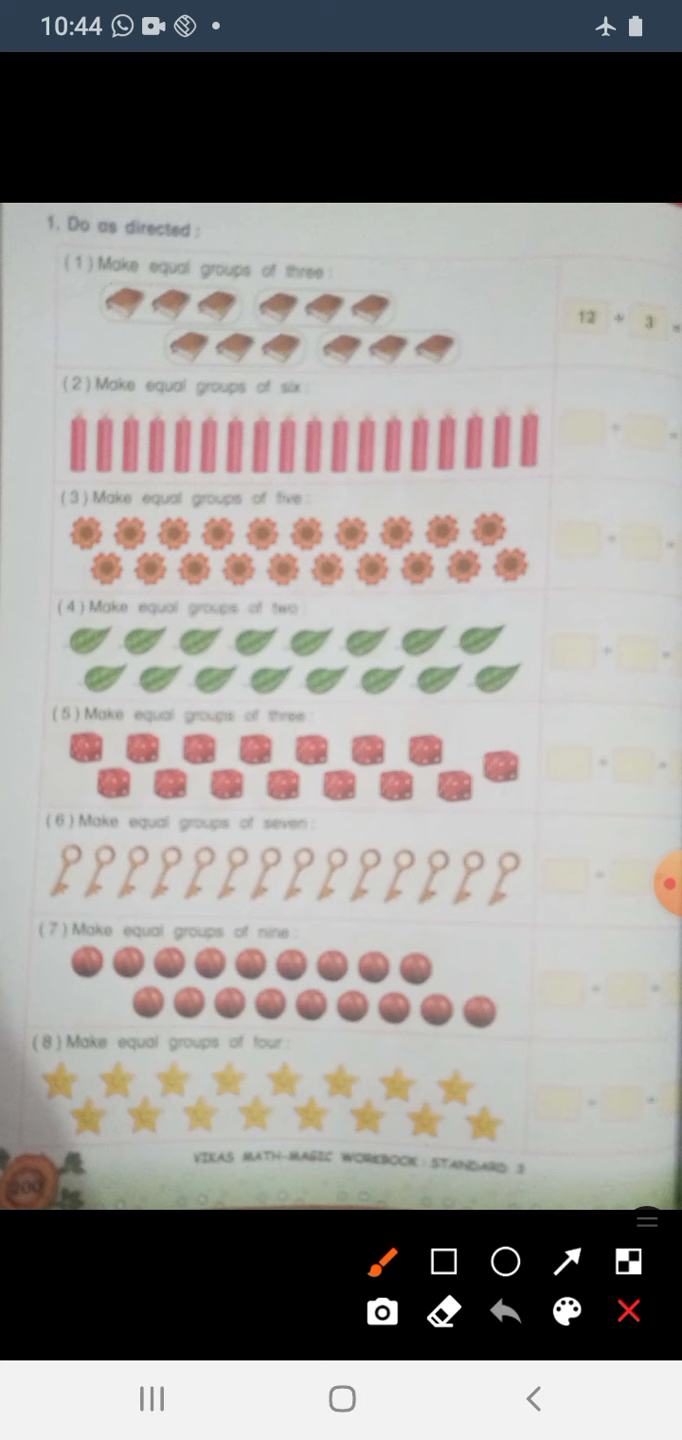 10:44
1. Do as directed :
(1) Make equal groups of three :
12 ÷ 3 =
(2) Make equal groups of six :
÷ =
(3) Make equal groups of five :
÷ =
(4) Make equal groups of two :
÷ =
(5) Make equal groups of three :
÷ =
(6) Make equal groups of seven :
÷
(7) Make equal groups of nine :
÷ =
(8) Make equal groups of four :
÷ =
VIKAS MATH-MAGIC WORKBOOK : STANDARD 3